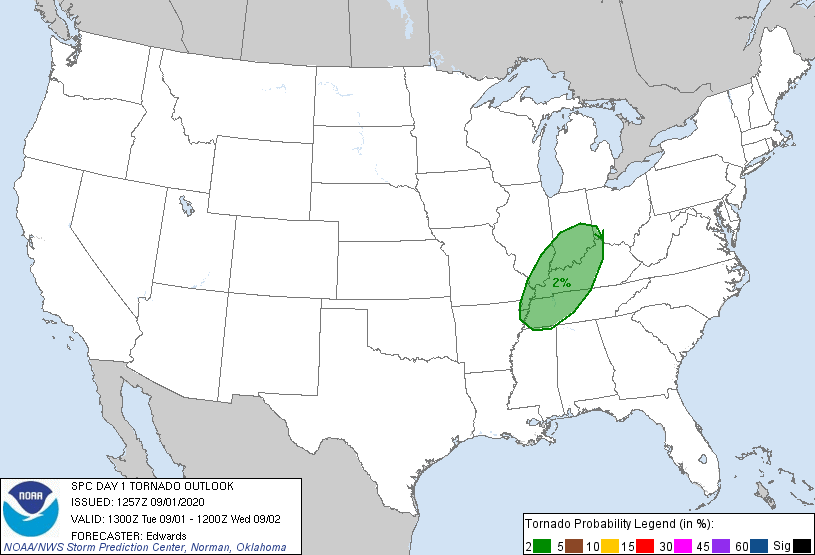 2%
NOAA
SPC DAY 1 TORNADO OUTLOOK
ISSUED: 1257Z 09/01/2020
VALID: 1300Z Tue 09/01 - 1200Z Wed 09/02
FORECASTER: Edwards
NOAA/NWS Storm Prediction Center, Norman, Oklahoma
Tornado Probability Legend (in %):
2 5 10 15 30 45 60 Sig